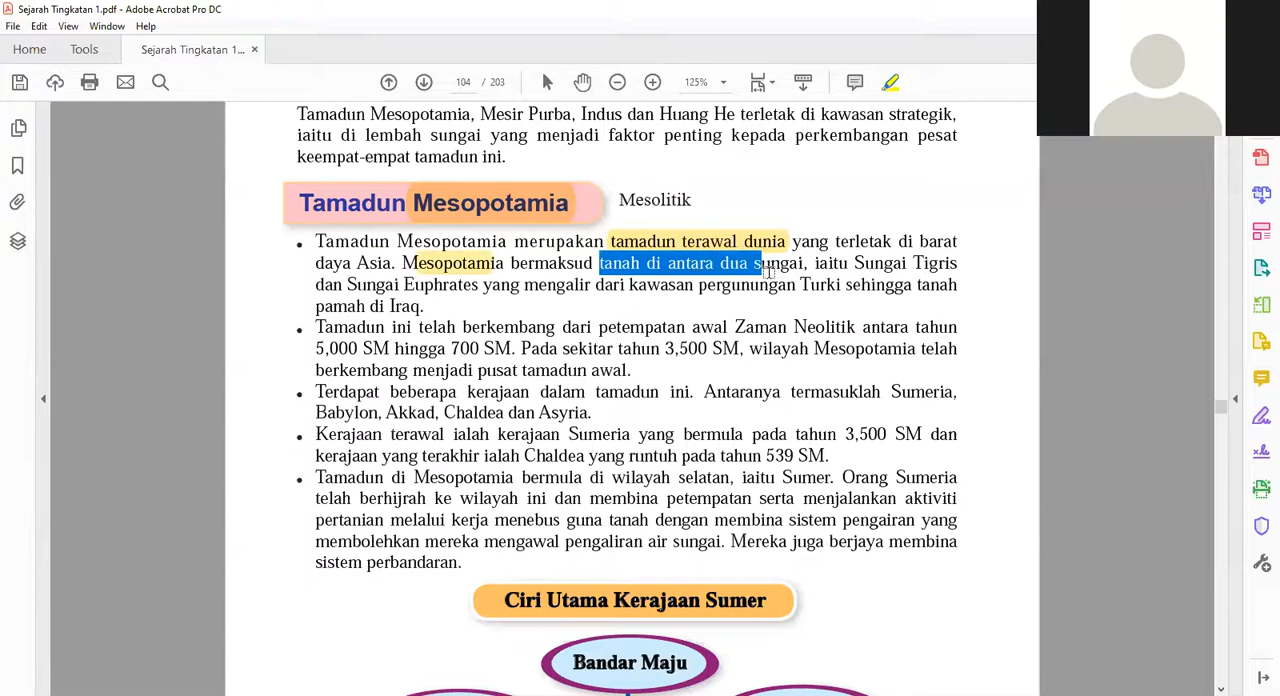 Sejarah Tingkatan 1.pdf - Adobe Acrobat Pro DC
File Edit View Window Help
Home Tools Sejarah Tingkatan 1... ×
104 / 203 125%
Tamadun Mesopotamia, Mesir Purba, Indus dan Huang He terletak di kawasan strategik,
iaitu di lembah sungai yang menjadi faktor penting kepada perkembangan pesat
keempat-empat tamadun ini.
Tamadun Mesopotamia Mesolitik
• Tamadun Mesopotamia merupakan tamadun terawal dunia yang terletak di barat
daya Asia. Mesopotamia bermaksud tanah di antara dua sungai, iaitu Sungai Tigris
dan Sungai Euphrates yang mengalir dari kawasan pergunungan Turki sehingga tanah
pamah di Iraq.
• Tamadun ini telah berkembang dari petempatan awal Zaman Neolitik antara tahun
5,000 SM hingga 700 SM. Pada sekitar tahun 3,500 SM, wilayah Mesopotamia telah
berkembang menjadi pusat tamadun awal.
• Terdapat beberapa kerajaan dalam tamadun ini. Antaranya termasuklah Sumeria,
Babylon, Akkad, Chaldea dan Asyria.
• Kerajaan terawal ialah kerajaan Sumeria yang bermula pada tahun 3,500 SM dan
kerajaan yang terakhir ialah Chaldea yang runtuh pada tahun 539 SM.
• Tamadun di Mesopotamia bermula di wilayah selatan, iaitu Sumer. Orang Sumeria
telah berhijrah ke wilayah ini dan membina petempatan serta menjalankan aktiviti
pertanian melalui kerja menebus guna tanah dengan membina sistem pengairan yang
membolehkan mereka mengawal pengaliran air sungai. Mereka juga berjaya membina
sistem perbandaran.
Ciri Utama Kerajaan Sumer
Bandar Maju